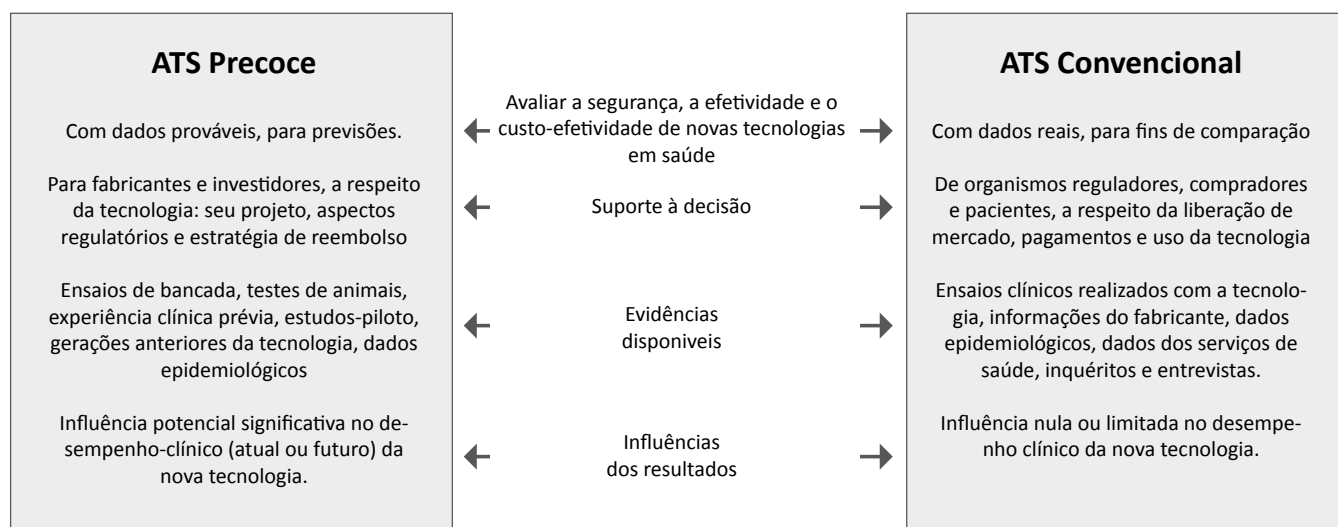 ATS Precoce
Com dados prováveis, para previsões.
Para fabricantes e investidores, a respeito
da tecnologia: seu projeto, aspectos
regulatórios e estratégia de reembolso
Ensaios de bancada, testes de animais,
experiência clínica prévia, estudos-piloto,
gerações anteriores da tecnologia, dados
epidemiológicos
Influência potencial significativa no de-
sempenho-clínico (atual ou futuro) da
nova tecnologia.
Avaliar a segurança, a efetividade e o
custo-efetividade de novas tecnologias
em saúde
Suporte à decisão
Evidências
disponiveis
Influências
dos resultados
ATS Convencional
Com dados reais, para fins de comparação
De organismos reguladores, compradores
e pacientes, a respeito da liberação de
mercado, pagamentos e uso da tecnologia
Ensaios clínicos realizados com a tecnolo-
gia, informações do fabricante, dados
epidemiológicos, dados dos serviços de
saúde, inquéritos e entrevistas.
Influência nula ou limitada no desempe-
nho clínico da nova tecnologia.